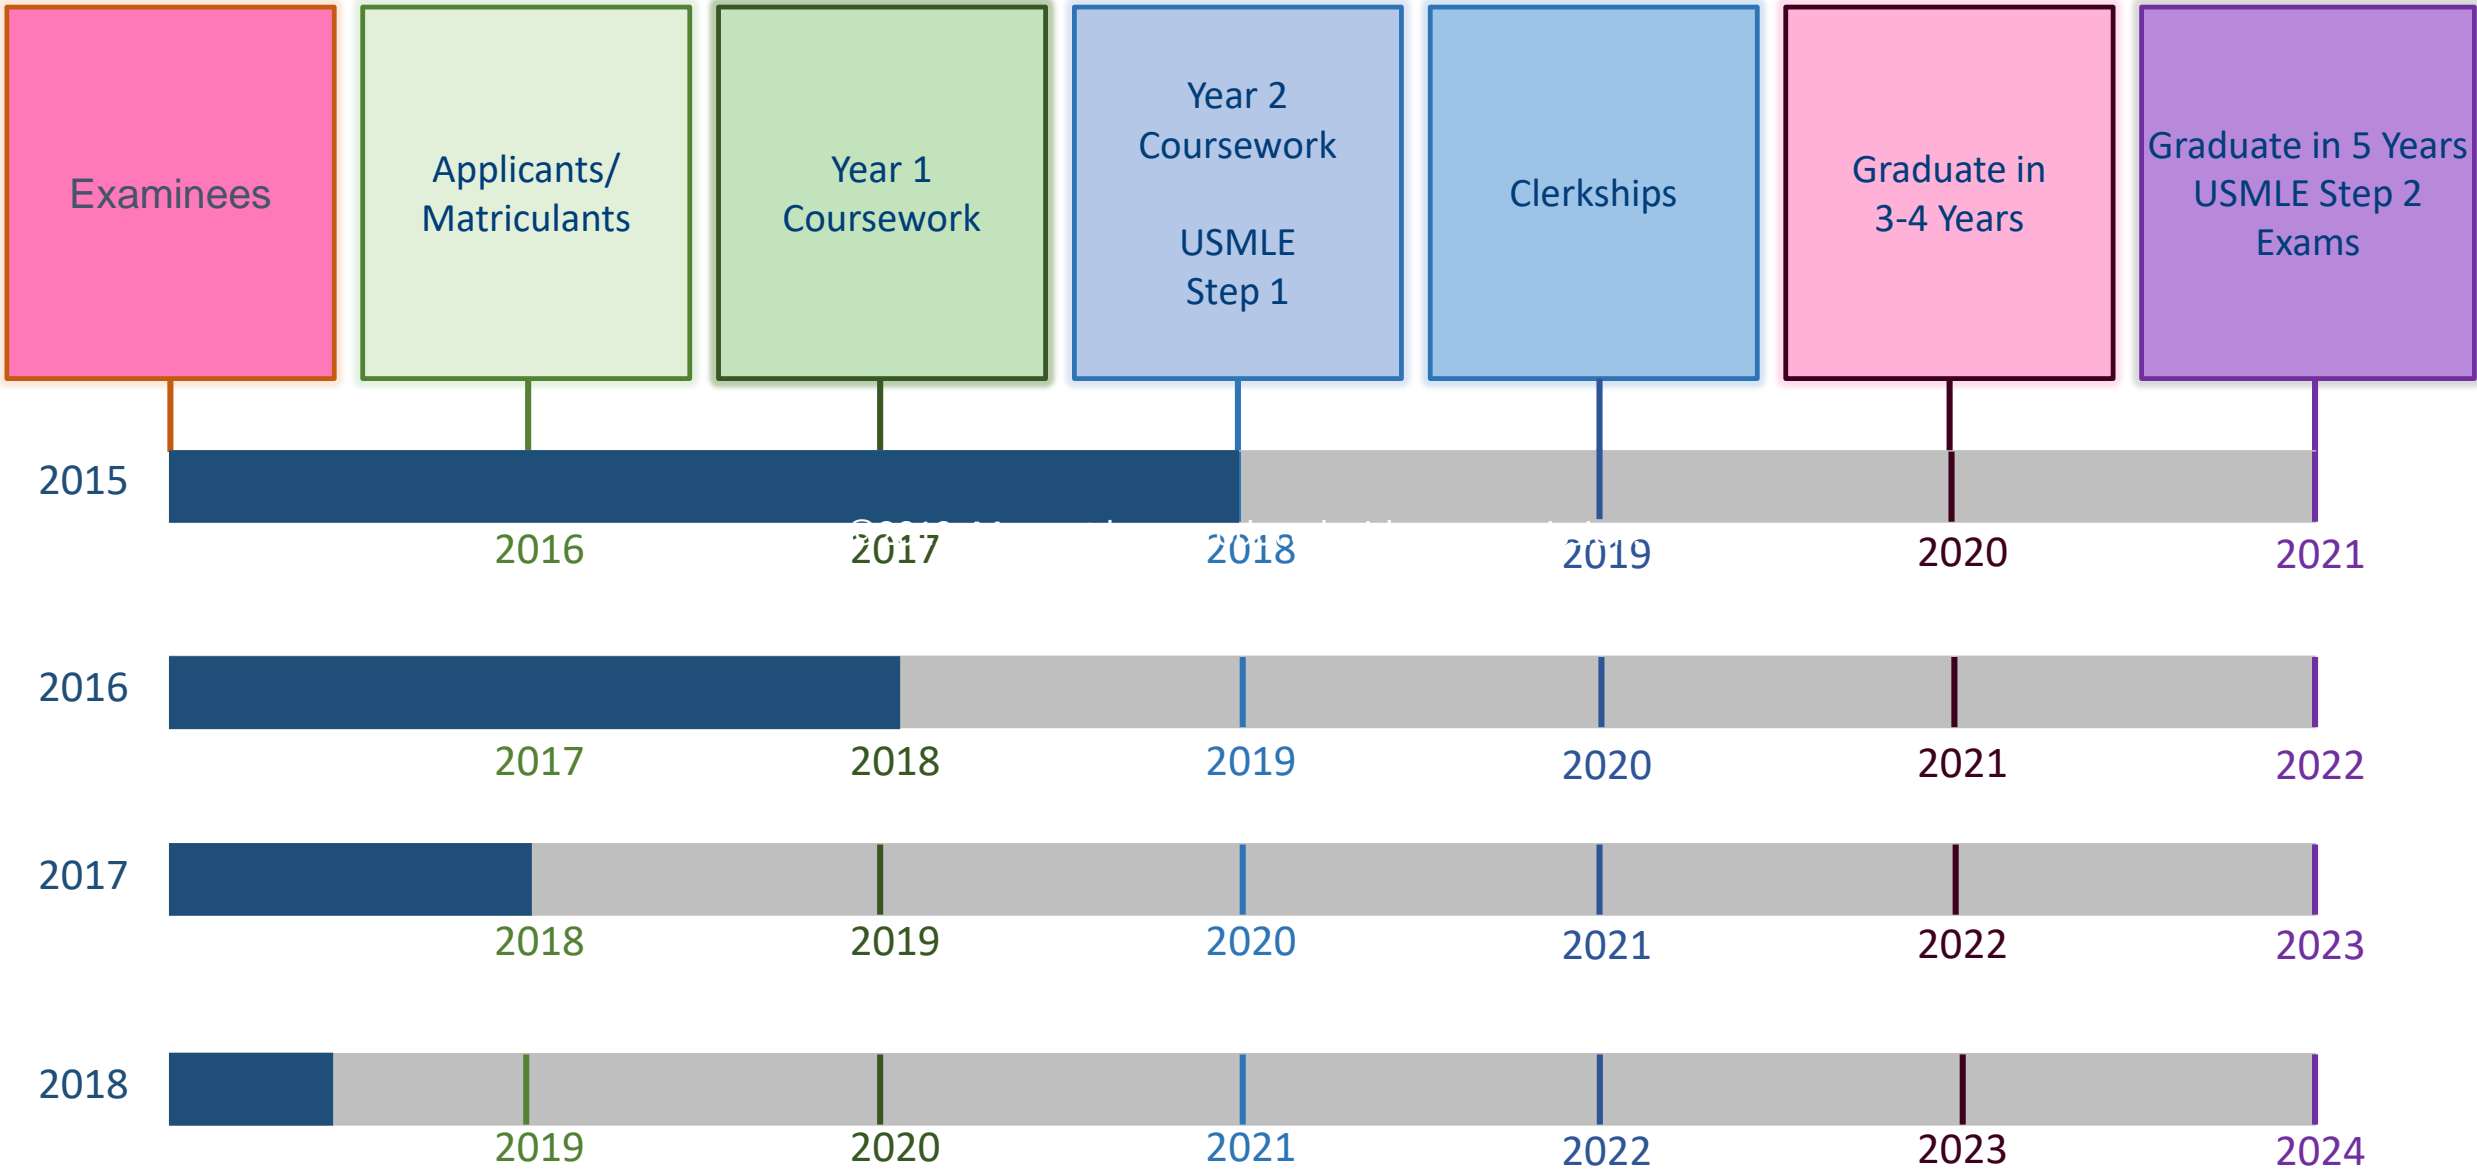 Examinees
Applicants/
Matriculants
Year 1
Coursework
Year 2
Coursework
USMLE
Step 1
Clerkships
Graduate in
3-4 Years
Graduate in 5 Years
USMLE Step 2
Exams
2015
2016 2017 2018 2019 2020 2021
2016
2017 2018 2019 2020 2021 2022
2017
2018 2019 2020 2021 2022 2023
2018
2019 2020 2021 2022 2023 2024